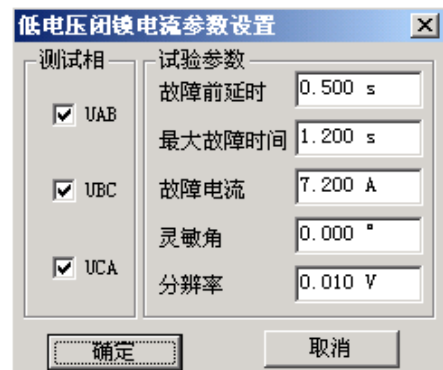 低电压闭锁电流参数设置
测试相
UAB
UBC
UCA
试验参数
故障前延时 0.500 s
最大故障时间 1.200 s
故障电流 7.200 A
灵敏角 0.000 °
分辨率 0.010 V
确定 取消